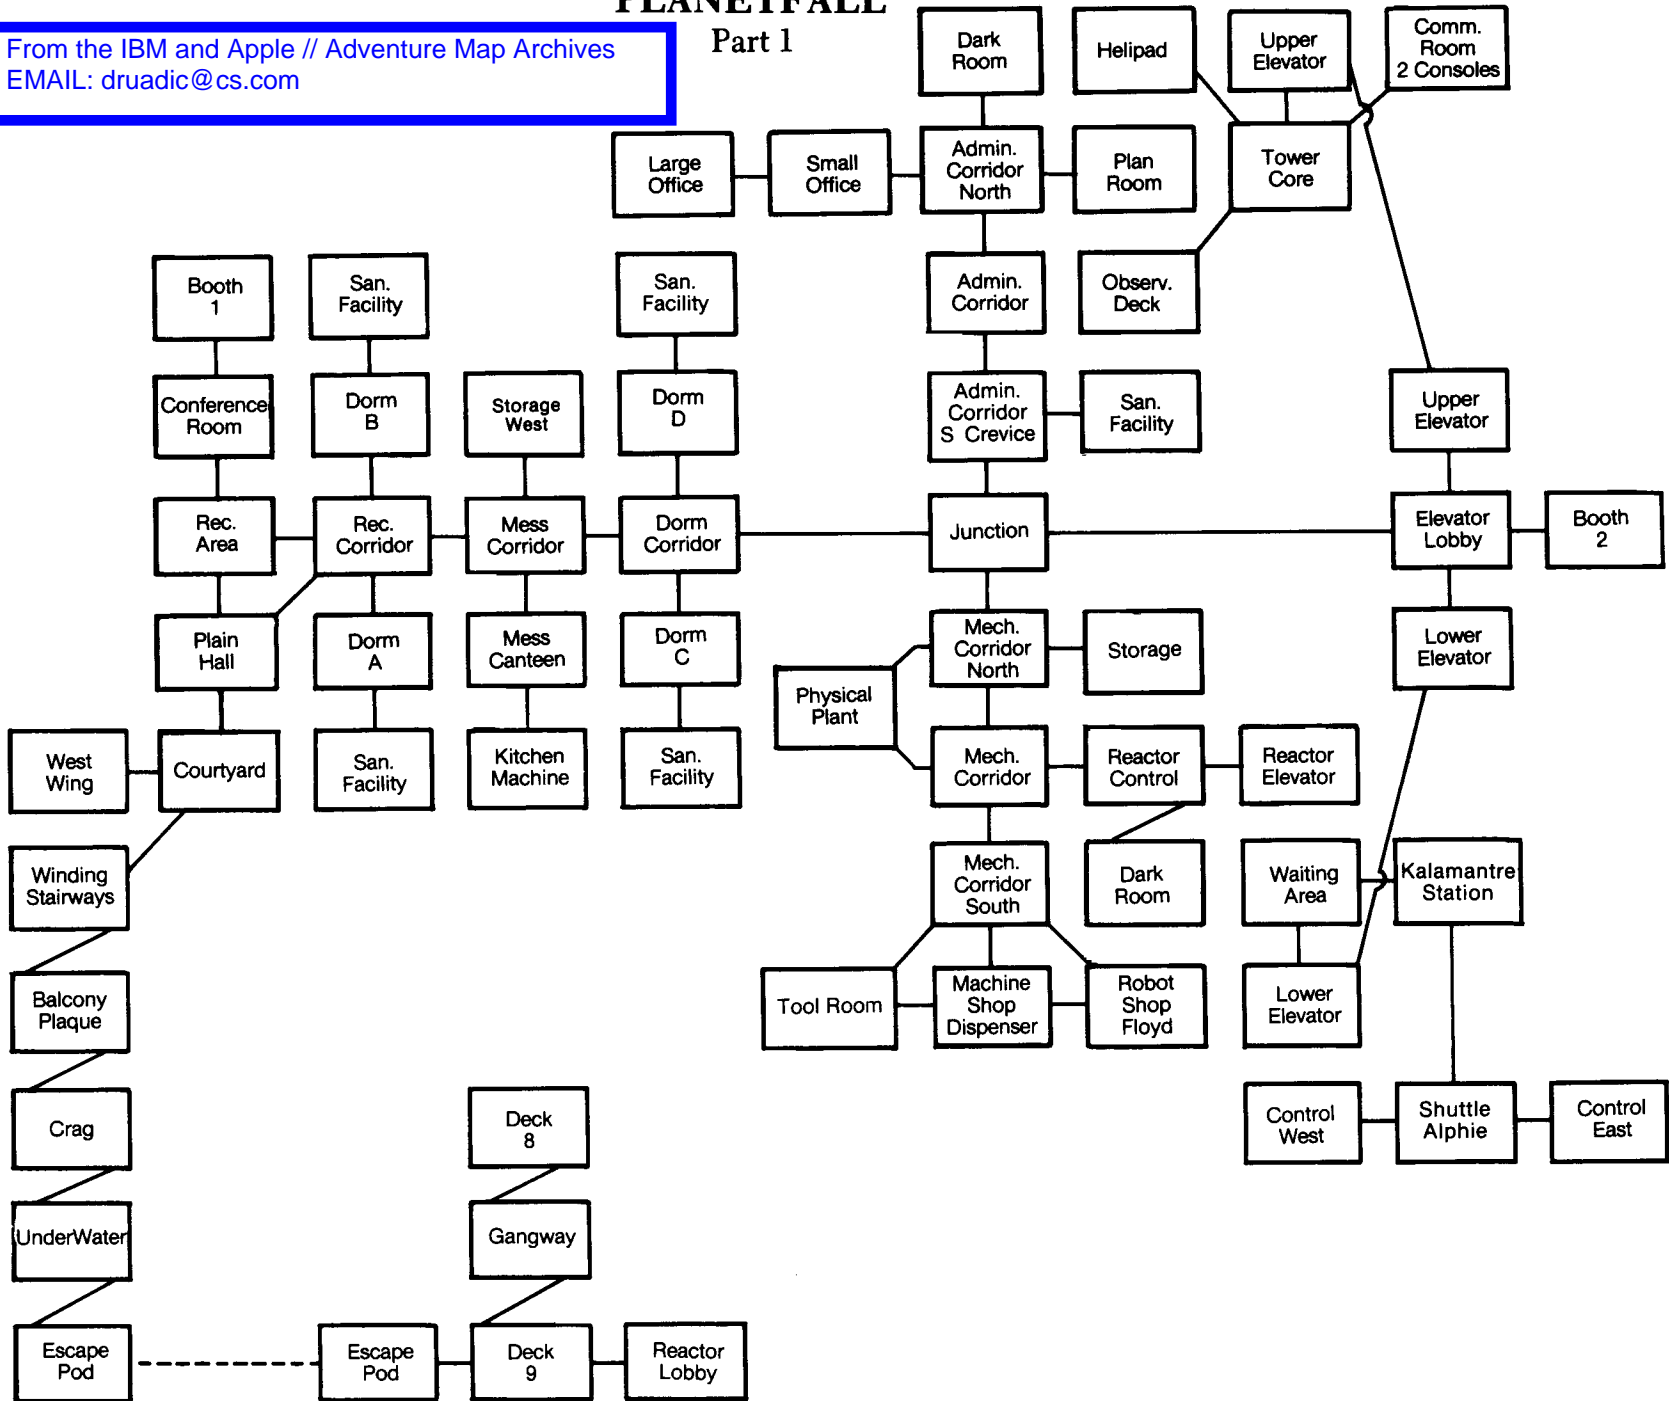 PLANETFALL
Part 1
From the IBM and Apple // Adventure Map Archives
EMAIL: druadic@cs.com
Dark
Room
Helipad
Upper
Elevator
Comm.
Room
2 Consoles
Large
Office
Small
Office
Admin.
Corridor
North
Plan
Room
Tower
Core
Booth
1
San.
Facility
San.
Facility
Admin.
Corridor
Observ.
Deck
Conference
Room
Dorm
B
Storage
West
Dorm
D
Admin.
Corridor
S Crevice
San.
Facility
Upper
Elevator
Rec.
Area
Rec.
Corridor
Mess
Corridor
Dorm
Corridor
Junction
Elevator
Lobby
Booth
2
Plain
Hall
Dorm
A
Mess
Canteen
Dorm
C
Mech.
Corridor
North
Storage
Lower
Elevator
Physical
Plant
West
Wing
Courtyard
San.
Facility
Kitchen
Machine
San.
Facility
Mech.
Corridor
Reactor
Control
Reactor
Elevator
Winding
Stairways
Mech.
Corridor
South
Dark
Room
Waiting
Area
Kalamantre
Station
Balcony
Plaque
Tool Room
Machine
Shop
Dispenser
Robot
Shop
Floyd
Lower
Elevator
Crag
Deck
8
Control
West
Shuttle
Alphie
Control
East
UnderWater
Gangway
Escape
Pod
Escape
Pod
Deck
9
Reactor
Lobby